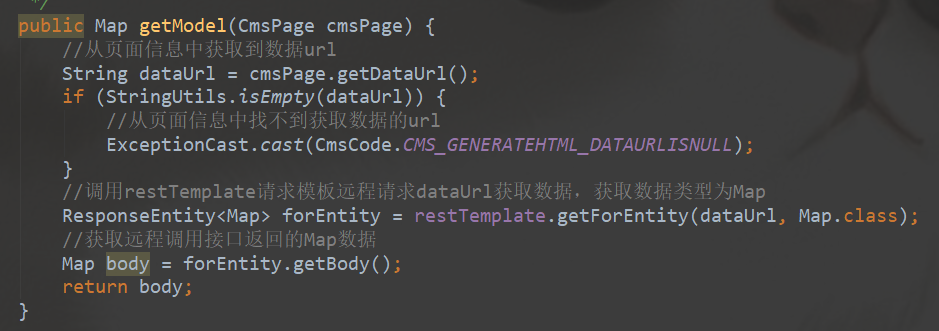 */
public Map getModel(CmsPage cmsPage) {
//从页面信息中获取到数据url
String dataUrl = cmsPage.getDataUrl();
if (StringUtils.isEmpty(dataUrl)) {
//从页面信息中找不到获取数据的url
ExceptionCast.cast(CmsCode.CMS_GENERATEHTML_DATAURLISNULL);
}
//调用restTemplate请求模板远程请求dataUrl获取数据，获取数据类型为Map
ResponseEntity<Map> forEntity = restTemplate.getForEntity(dataUrl, Map.class);
//获取远程调用接口返回的Map数据
Map body = forEntity.getBody();
return body;
}